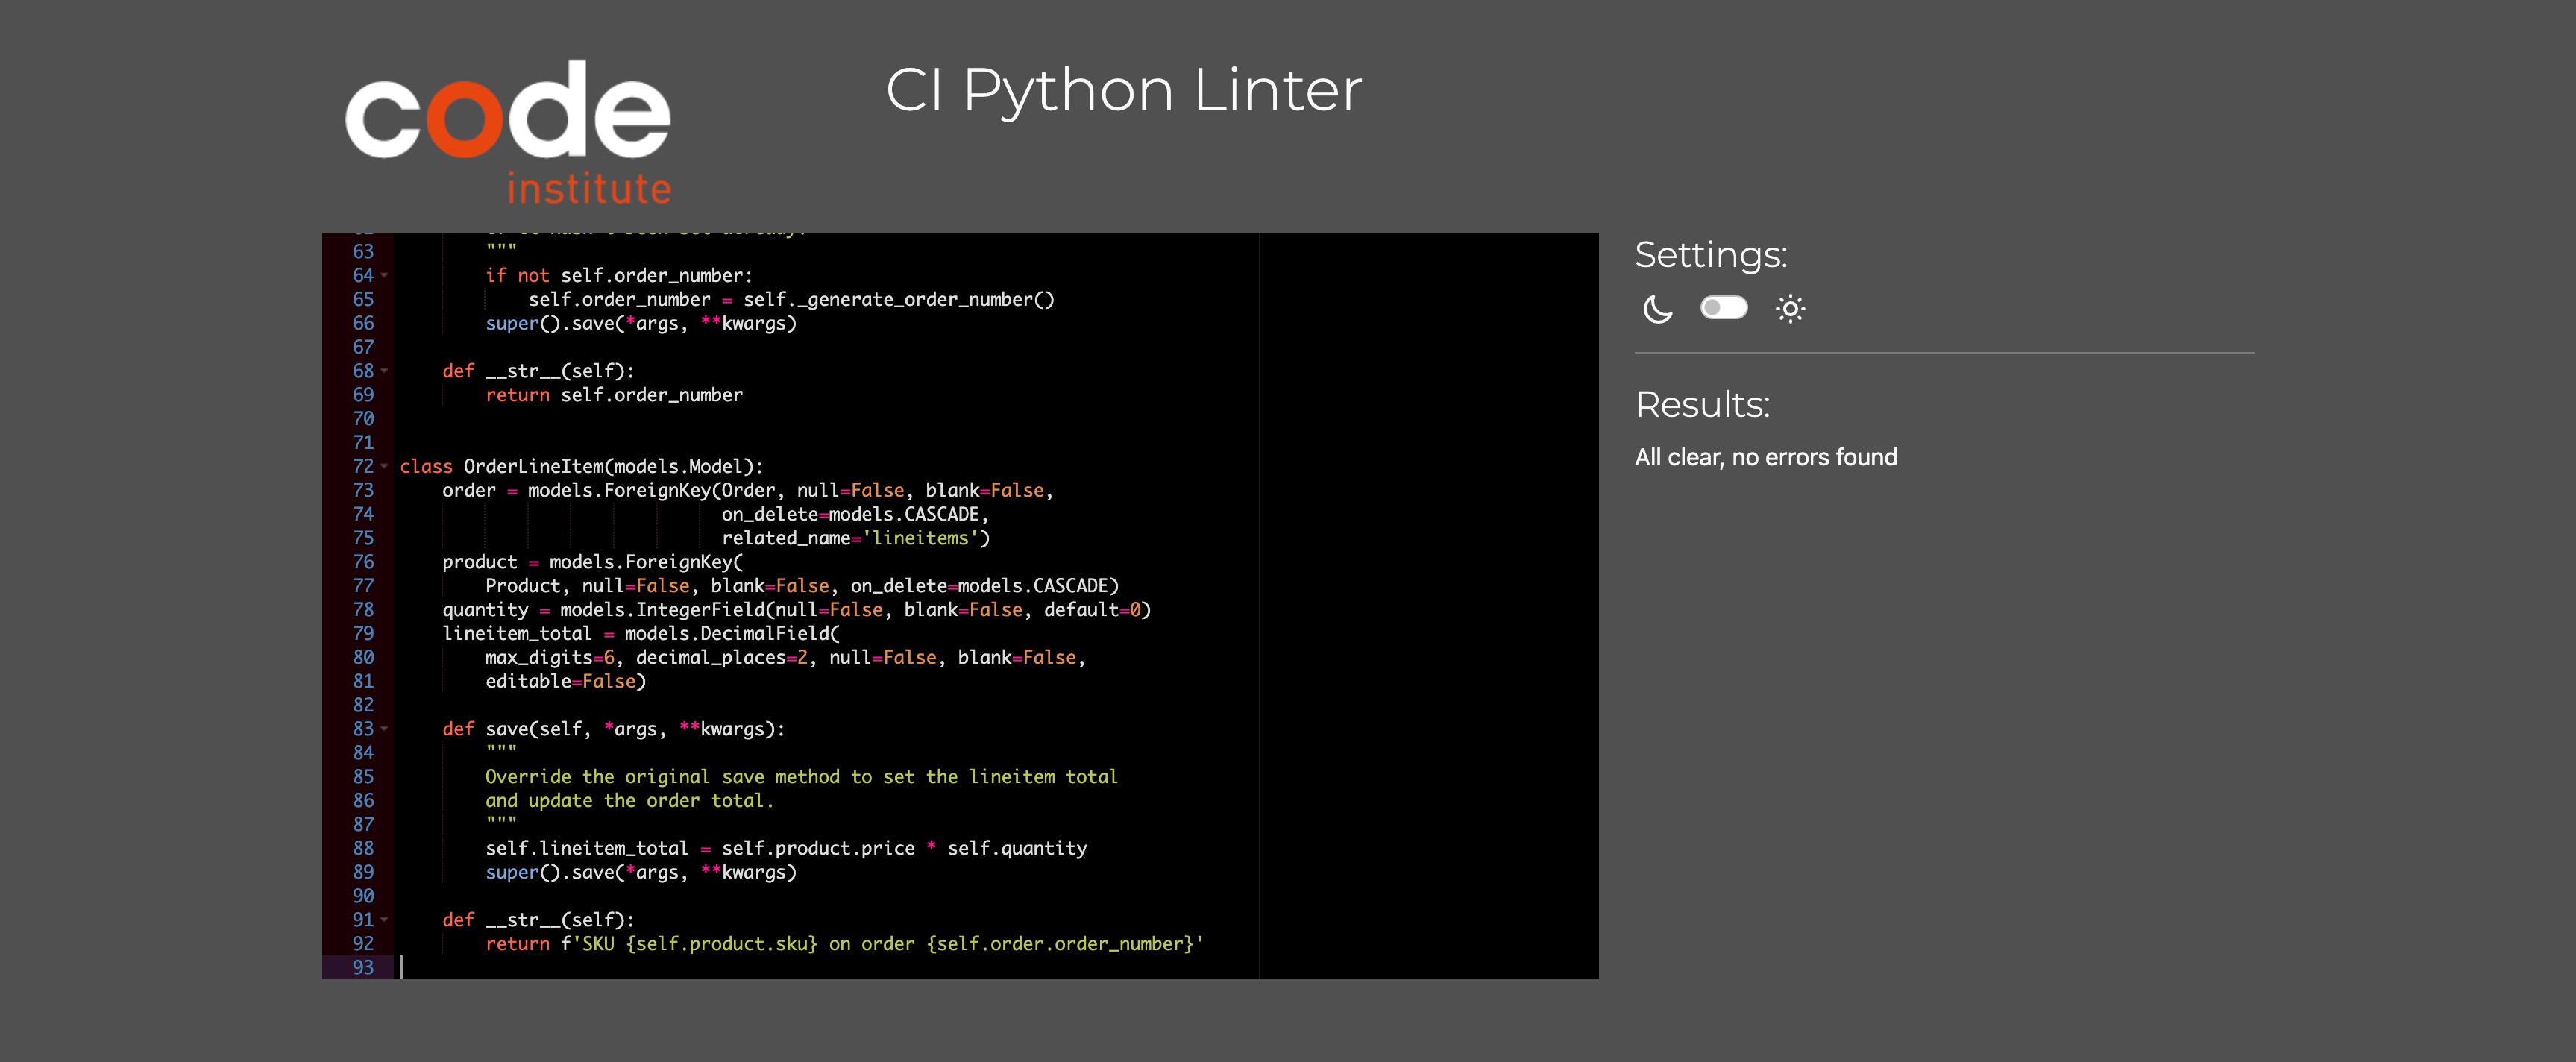 code
institute
CI Python Linter
63 """
64 if not self.order_number:
65 self.order_number = self._generate_order_number()
66 super().save(*args, **kwargs)
67
68 def __str__(self):
69 return self.order_number
70
71
72 class OrderLineItem(models.Model):
73 order = models.ForeignKey(Order, null=False, blank=False,
74 on_delete=models.CASCADE,
75 related_name='lineitems')
76 product = models.ForeignKey(
77 Product, null=False, blank=False, on_delete=models.CASCADE)
78 quantity = models.IntegerField(null=False, blank=False, default=0)
79 lineitem_total = models.DecimalField(
80 max_digits=6, decimal_places=2, null=False, blank=False,
81 editable=False)
82
83 def save(self, *args, **kwargs):
84 """
85 Override the original save method to set the lineitem total
86 and update the order total.
87 """
88 self.lineitem_total = self.product.price * self.quantity
89 super().save(*args, **kwargs)
90
91 def __str__(self):
92 return f'SKU {self.product.sku} on order {self.order.order_number}'
93
Settings:
Results:
All clear, no errors found